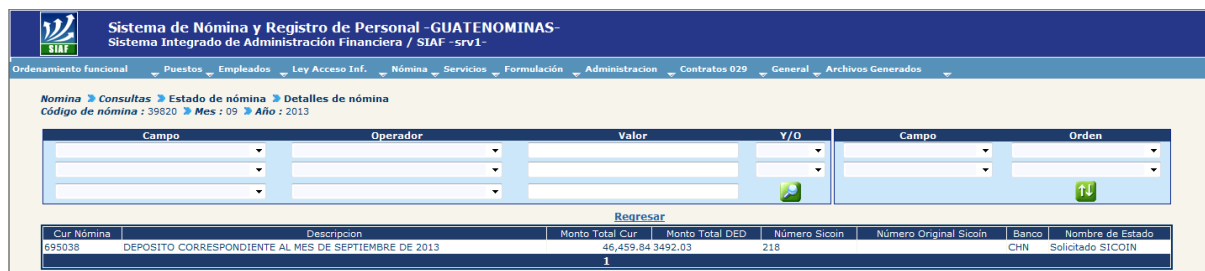 Sistema de Nómina y Registro de Personal -GUATENOMINAS-
Sistema Integrado de Administración Financiera / SIAF -srv1-
SIAF
Ordenamiento funcional Puestos Empleados Ley Acceso Inf. Nómina Servicios Formulación Administracion Contratos 029 General Archivos Generados
Nomina Consultas Estado de nómina Detalles de nómina
Código de nómina : 39820 Mes : 09 Año : 2013
Campo Operador Valor Y/O Campo Orden
Regresar
Cur Nómina Descripcion Monto Total Cur Monto Total DED Número Sicoin Número Original Sicoín Banco Nombre de Estado
695038 DEPOSITO CORRESPONDIENTE AL MES DE SEPTIEMBRE DE 2013 46,459.84 3492.03 218 CHN Solicitado SICOIN
1